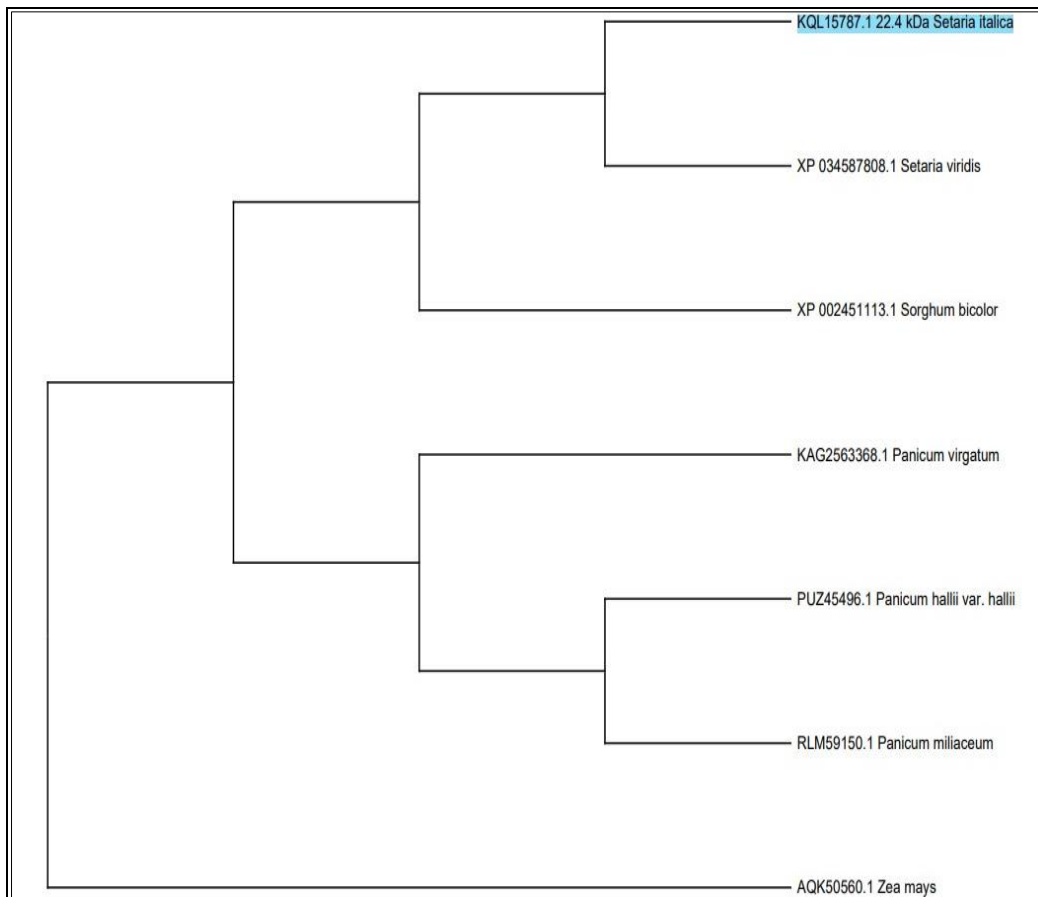 KQL15787.1 22.4 kDa Setaria italica
XP 034587808.1 Setaria viridis
XP 002451113.1 Sorghum bicolor
KAG2563368.1 Panicum virgatum
PUZ45496.1 Panicum hallii var. hallii
RLM59150.1 Panicum miliaceum
AQK50560.1 Zea mays